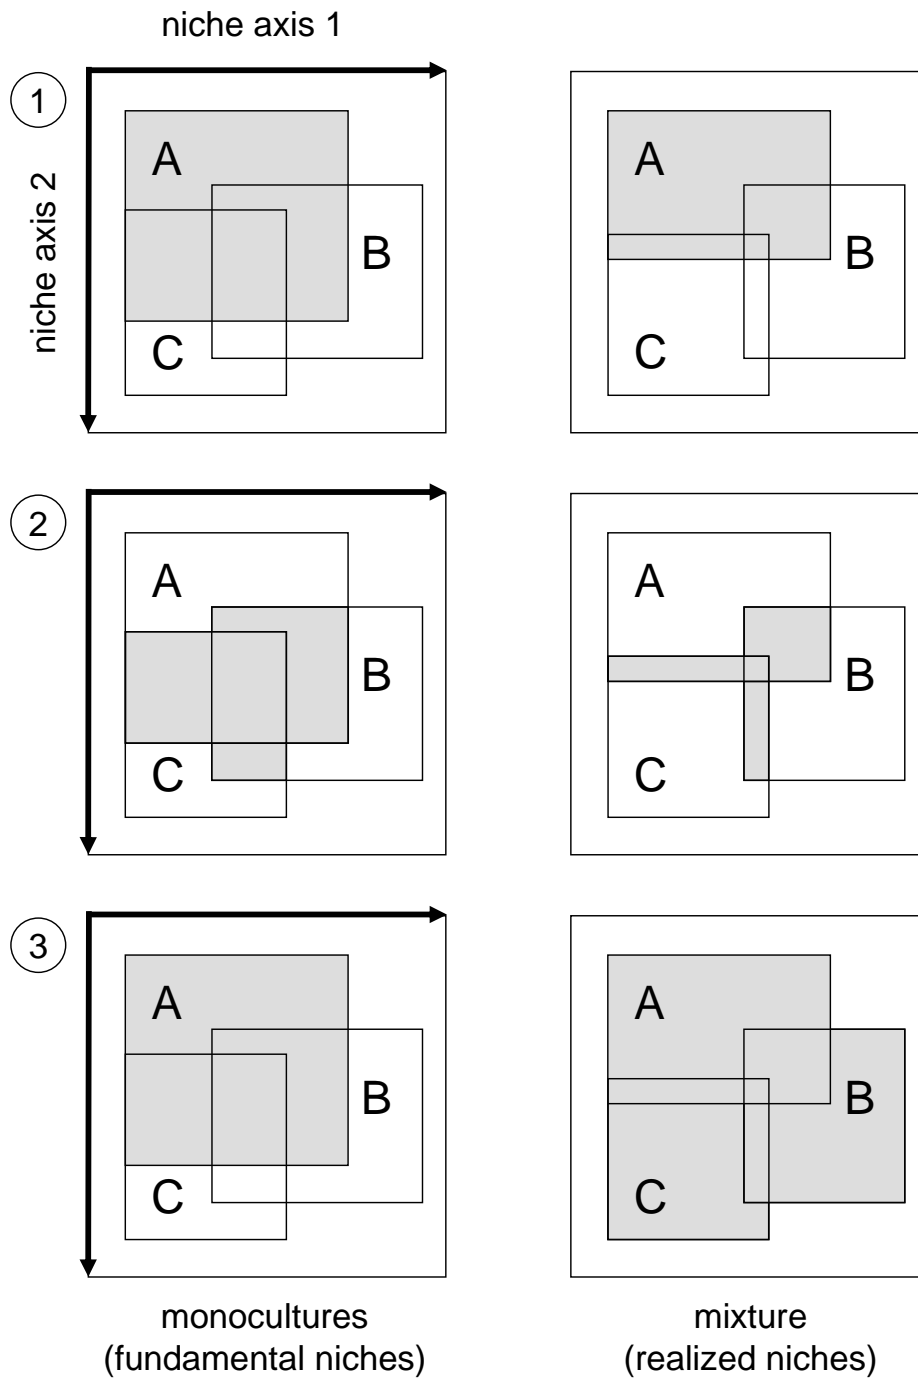 niche axis 1
1
niche axis 2
A
B
C
A
B
C
2
A
B
C
A
B
C
3
A
B
C
A
B
C
monocultures
(fundamental niches)
mixture
(realized niches)